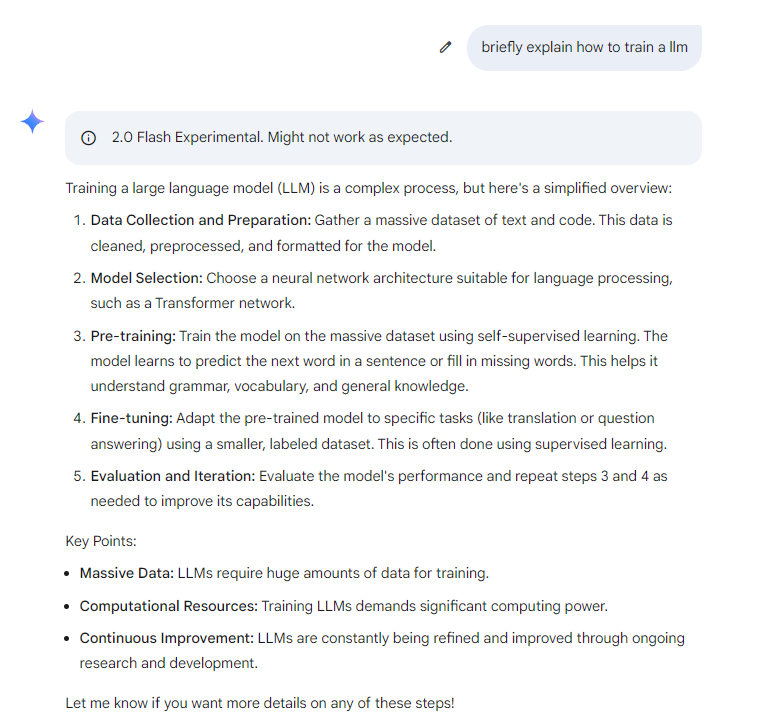 briefly explain how to train a llm
2.0 Flash Experimental. Might not work as expected.
Training a large language model (LLM) is a complex process, but here's a simplified overview:
1. Data Collection and Preparation: Gather a massive dataset of text and code. This data is
cleaned, preprocessed, and formatted for the model.
2. Model Selection: Choose a neural network architecture suitable for language processing,
such as a Transformer network.
3. Pre-training: Train the model on the massive dataset using self-supervised learning. The
model learns to predict the next word in a sentence or fill in missing words. This helps it
understand grammar, vocabulary, and general knowledge.
4. Fine-tuning: Adapt the pre-trained model to specific tasks (like translation or question
answering) using a smaller, labeled dataset. This is often done using supervised learning.
5. Evaluation and Iteration: Evaluate the model's performance and repeat steps 3 and 4 as
needed to improve its capabilities.
Key Points:
• Massive Data: LLMs require huge amounts of data for training.
• Computational Resources: Training LLMs demands significant computing power.
• Continuous Improvement: LLMs are constantly being refined and improved through ongoing
research and development.
Let me know if you want more details on any of these steps!